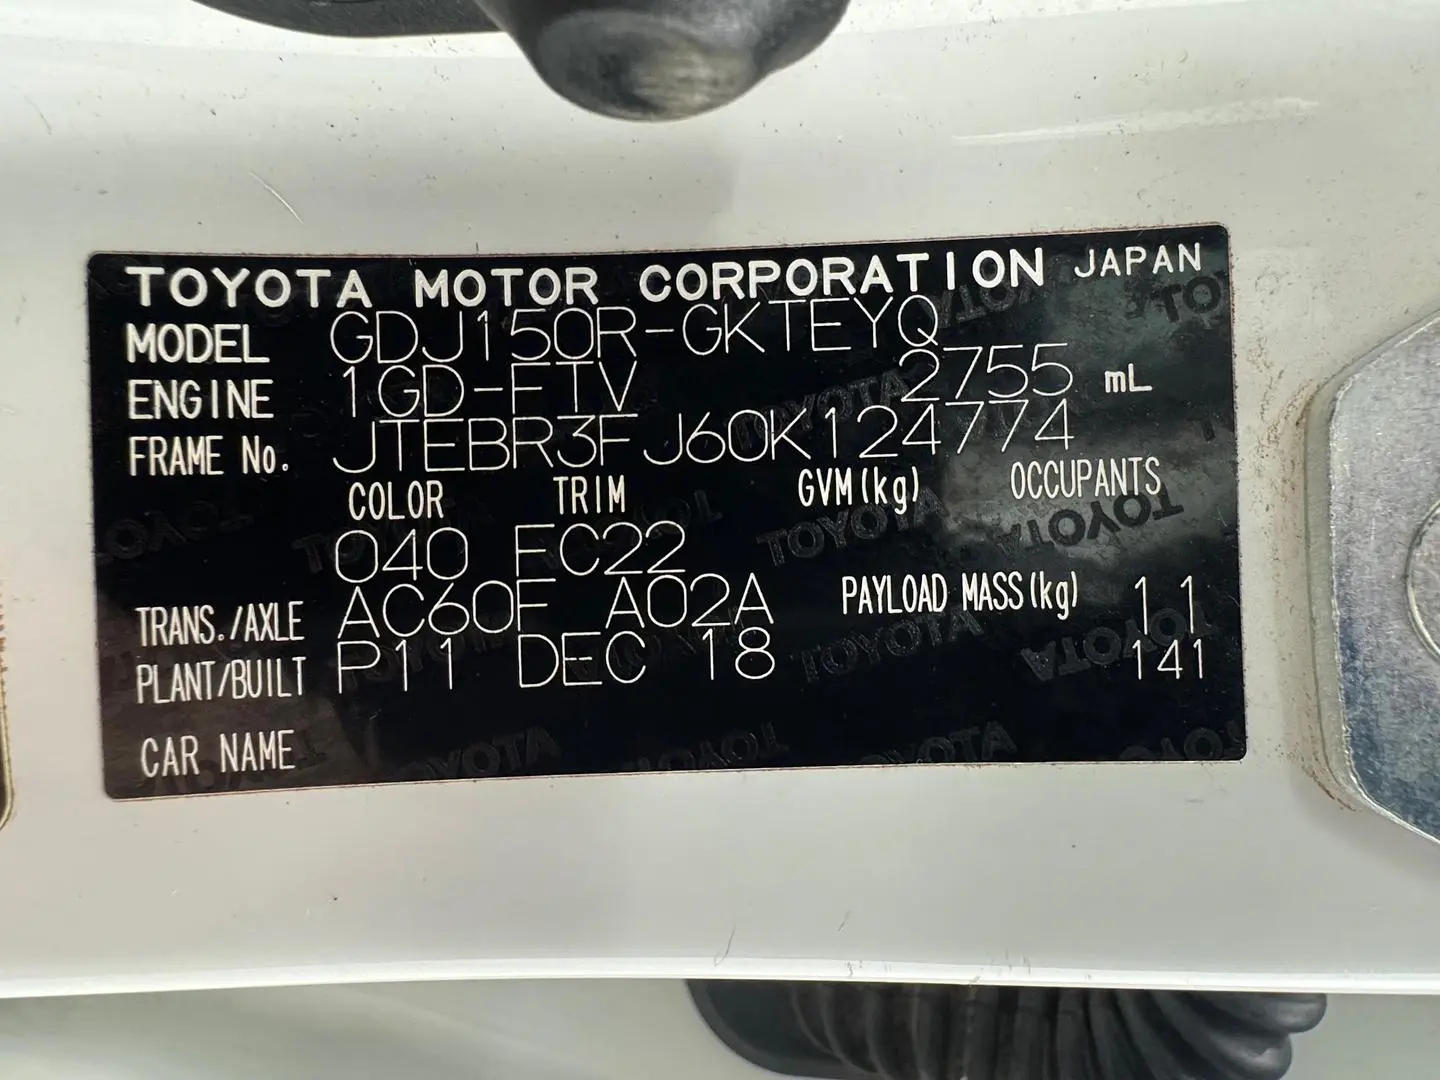 TOYOTA MOTOR CORPORATION JAPAN
MODEL GDJ150R-GKTEYQ
ENGINE 1GD-FTV 2755 mL
FRAME No. JTEBR3FJ60K124774
COLOR TRIM GVM(kg) OCCUPANTS
040 FC22
TRANS./AXLE AC60F A02A PAYLOAD MASS(kg) 11
PLANT/BUILT P11 DEC 18 141
CAR NAME